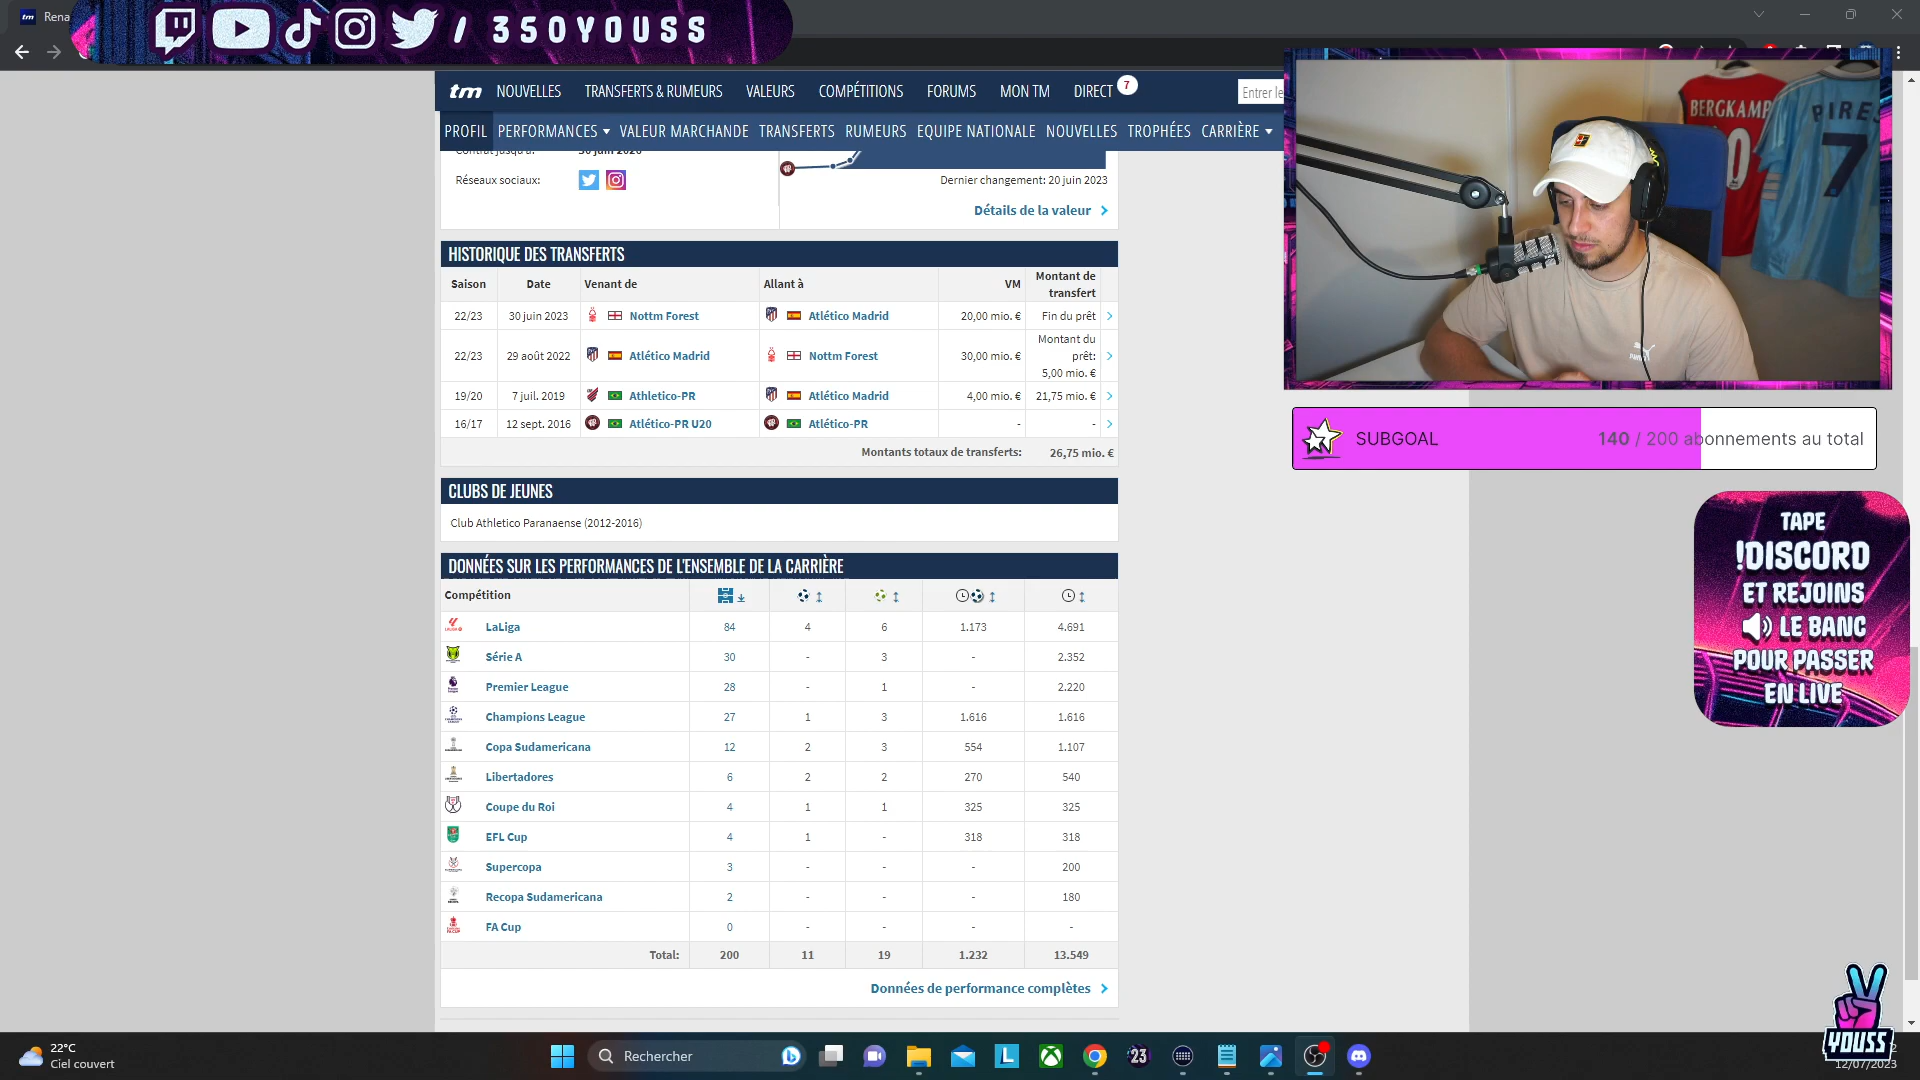 Rena
/ 350YOUSS
tm NOUVELLES TRANSFERTS & RUMEURS VALEURS COMPÉTITIONS FORUMS MON TM DIRECT 7
Entrer le
PROFIL PERFORMANCES VALEUR MARCHANDE TRANSFERTS RUMEURS EQUIPE NATIONALE NOUVELLES TROPHÉES CARRIÈRE
Contrat jusqu'à: 30 juin 2026
Réseaux sociaux:
Dernier changement: 20 juin 2023
Détails de la valeur
HISTORIQUE DES TRANSFERTS
Saison Date Venant de Allant à VM Montant de transfert
22/23 30 juin 2023 Nottm Forest Atlético Madrid 20,00 mio. € Fin du prêt
22/23 29 août 2022 Atlético Madrid Nottm Forest 30,00 mio. € Montant du prêt: 5,00 mio. €
19/20 7 juil. 2019 Athletico-PR Atlético Madrid 4,00 mio. € 21,75 mio. €
16/17 12 sept. 2016 Atlético-PR U20 Atlético-PR - -
Montants totaux de transferts: 26,75 mio. €
CLUBS DE JEUNES
Club Athletico Paranaense (2012-2016)
DONNÉES SUR LES PERFORMANCES DE L'ENSEMBLE DE LA CARRIÈRE
Compétition
LaLiga 84 4 6 1.173 4.691
Série A 30 - 3 - 2.352
Premier League 28 - 1 - 2.220
Champions League 27 1 3 1.616 1.616
Copa Sudamericana 12 2 3 554 1.107
Libertadores 6 2 2 270 540
Coupe du Roi 4 1 1 325 325
EFL Cup 4 1 - 318 318
Supercopa 3 - - - 200
Recopa Sudamericana 2 - - - 180
FA Cup 0 - - - -
Total: 200 11 19 1.232 13.549
Données de performance complètes
BERGKAMP
PIRES
7
SUBGOAL 140 / 200 abonnements au total
TAPE
!DISCORD
ET REJOINS
LE BANC
POUR PASSER
EN LIVE
YOUSS
22°C
Ciel couvert
Rechercher
23
12/07/2023